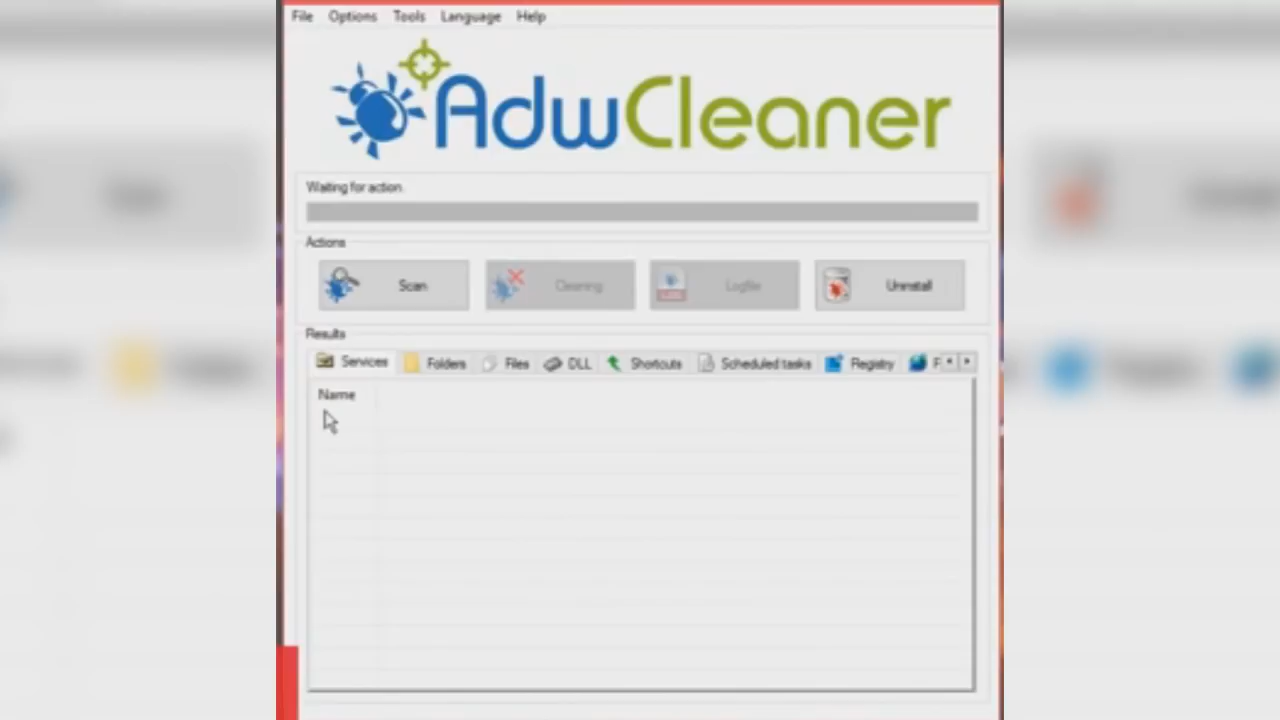 File Options Tools Language Help
AdwCleaner
Waiting for action
Actions
Scan Cleaning Logfile Uninstall
Results
Services Folders Files DLL Shortcuts Scheduled tasks Registry F
Name